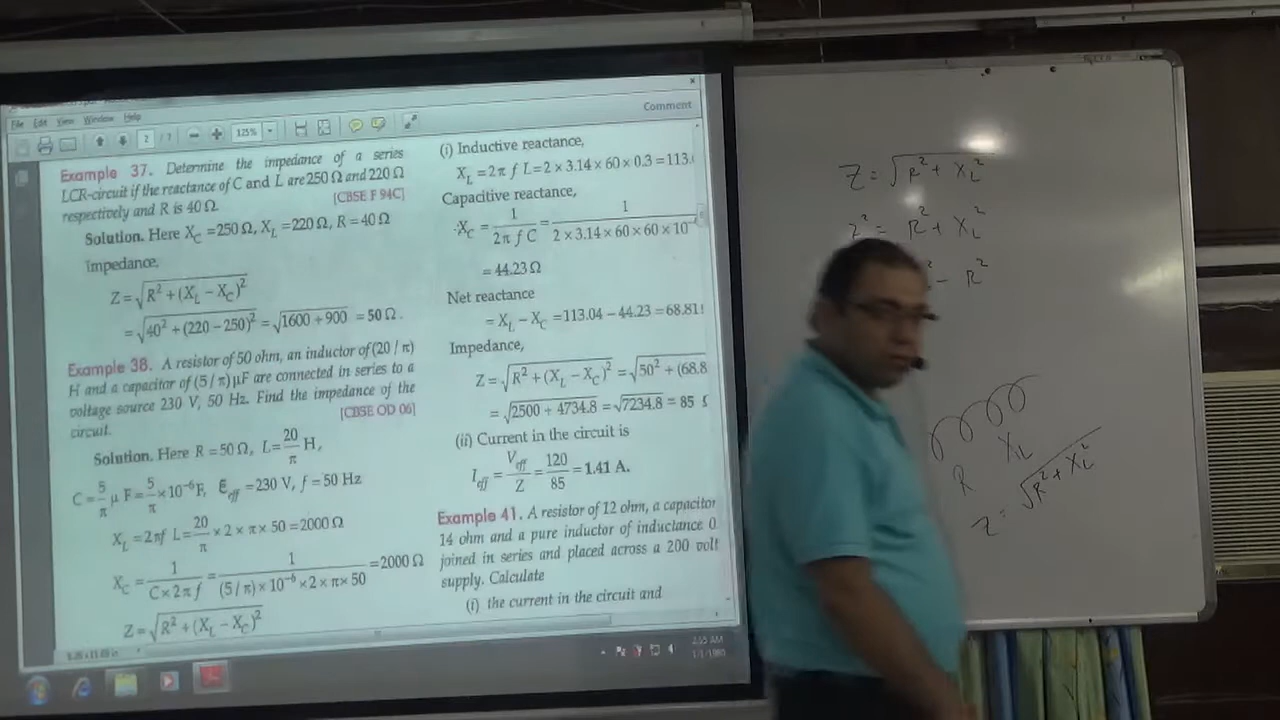 Comment
File Edit View Window Help
2 / 7 125%
Example 37. Determine the impedance of a series
LCR-circuit if the reactance of C and L are 250 Ω and 220 Ω
respectively and R is 40 Ω. [CBSE F 94C]
Solution. Here X_C = 250 Ω, X_L = 220 Ω, R = 40 Ω
Impedance,
Z = √(R² + (X_L − X_C)²)
= √(40² + (220 − 250)²) = √(1600 + 900) = 50 Ω.
Example 38. A resistor of 50 ohm, an inductor of (20 / π)
H and a capacitor of (5 / π) μF are connected in series to a
voltage source 230 V, 50 Hz. Find the impedance of the
circuit. [CBSE OD 06]
Solution. Here R = 50 Ω, L = 20/π H,
C = 5/π μF = 5/π × 10⁻⁶ F, ℰ_eff = 230 V, f = 50 Hz
X_L = 2πf L = 20/π × 2 × π × 50 = 2000 Ω
X_C = 1/(C × 2π f) = 1/((5 / π) × 10⁻⁶ × 2 × π × 50) = 2000 Ω
Z = √(R² + (X_L − X_C)²)
(i) Inductive reactance,
X_L = 2π f L = 2 × 3.14 × 60 × 0.3 = 113.
Capacitive reactance,
X_C = 1/(2π f C) = 1/(2 × 3.14 × 60 × 60 × 10
= 44.23 Ω
Net reactance
= X_L − X_C = 113.04 − 44.23 = 68.81
Impedance,
Z = √(R² + (X_L − X_C)²) = √(50² + (68.8
= √(2500 + 4734.8) = √7234.8 = 85
(ii) Current in the circuit is
I_eff = V_eff/Z = 120/85 = 1.41 A.
Example 41. A resistor of 12 ohm, a capacitor
14 ohm and a pure inductor of inductance 0.
joined in series and placed across a 200 volt
supply. Calculate
(i) the current in the circuit and
2:55 AM
1/1/1980
Z = √(R² + X_L²)
Z² = R² + X_L²
² − R²
R X_L
Z = √(R² + X_L²)